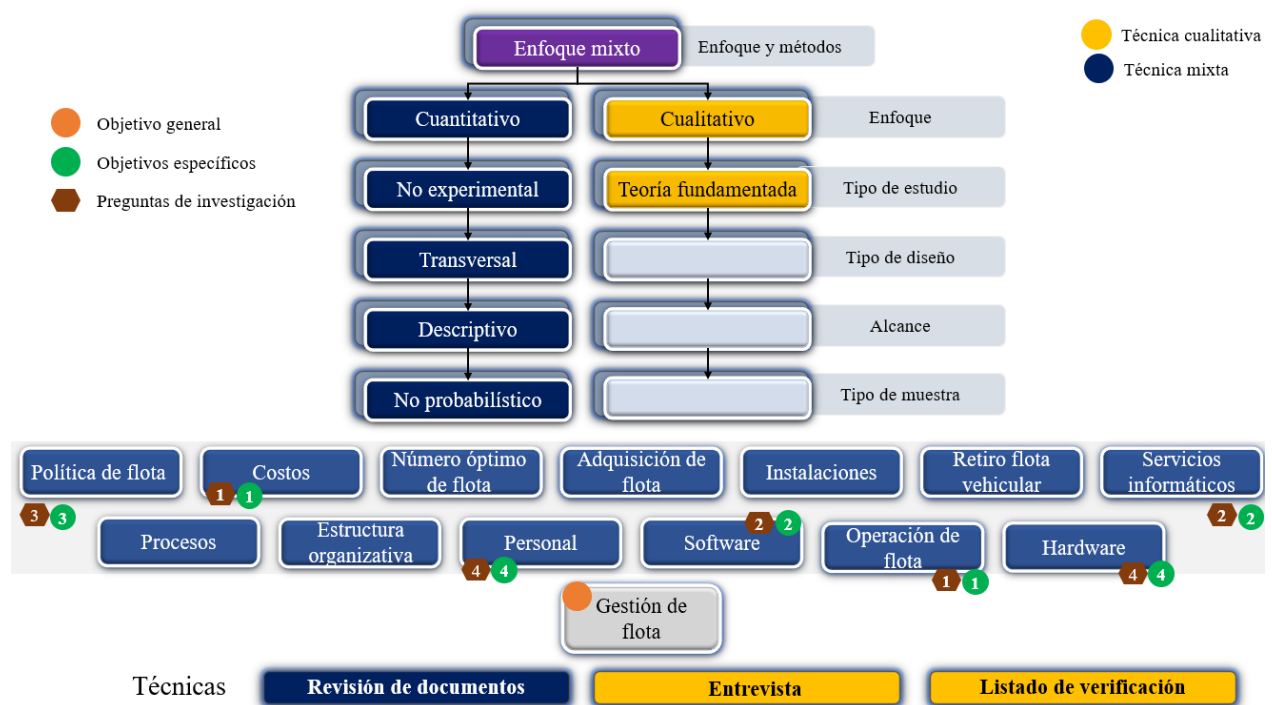 Enfoque mixto
Enfoque y métodos
Técnica cualitativa
Técnica mixta
Objetivo general
Objetivos específicos
Preguntas de investigación
Cuantitativo
Cualitativo
Enfoque
No experimental
Teoría fundamentada
Tipo de estudio
Transversal
Tipo de diseño
Descriptivo
Alcance
No probabilístico
Tipo de muestra
Política de flota
3
3
Costos
1
1
Número óptimo
de flota
Adquisición de
flota
Instalaciones
Retiro flota
vehicular
Servicios
informáticos
2
2
Procesos
Estructura
organizativa
Personal
4
4
Software
2
2
Operación de
flota
1
1
Hardware
4
4
Gestión de
flota
Técnicas
Revisión de documentos
Entrevista
Listado de verificación